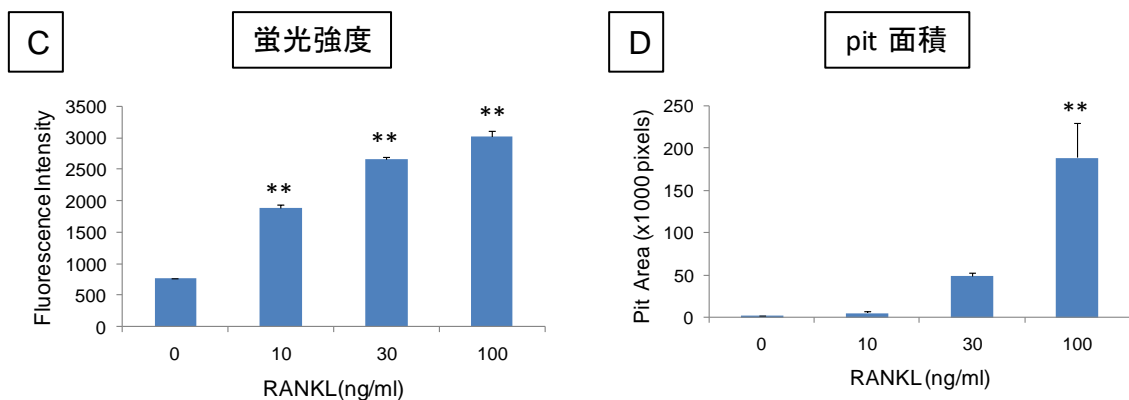 C
蛍光強度
Fluorescence Intensity
3500
3000
2500
2000
1500
1000
500
0
**
**
**
0 10 30 100
RANKL(ng/ml)
D
pit 面積
Pit Area (x1000 pixels)
250
200
150
100
50
0
**
0 10 30 100
RANKL(ng/ml)